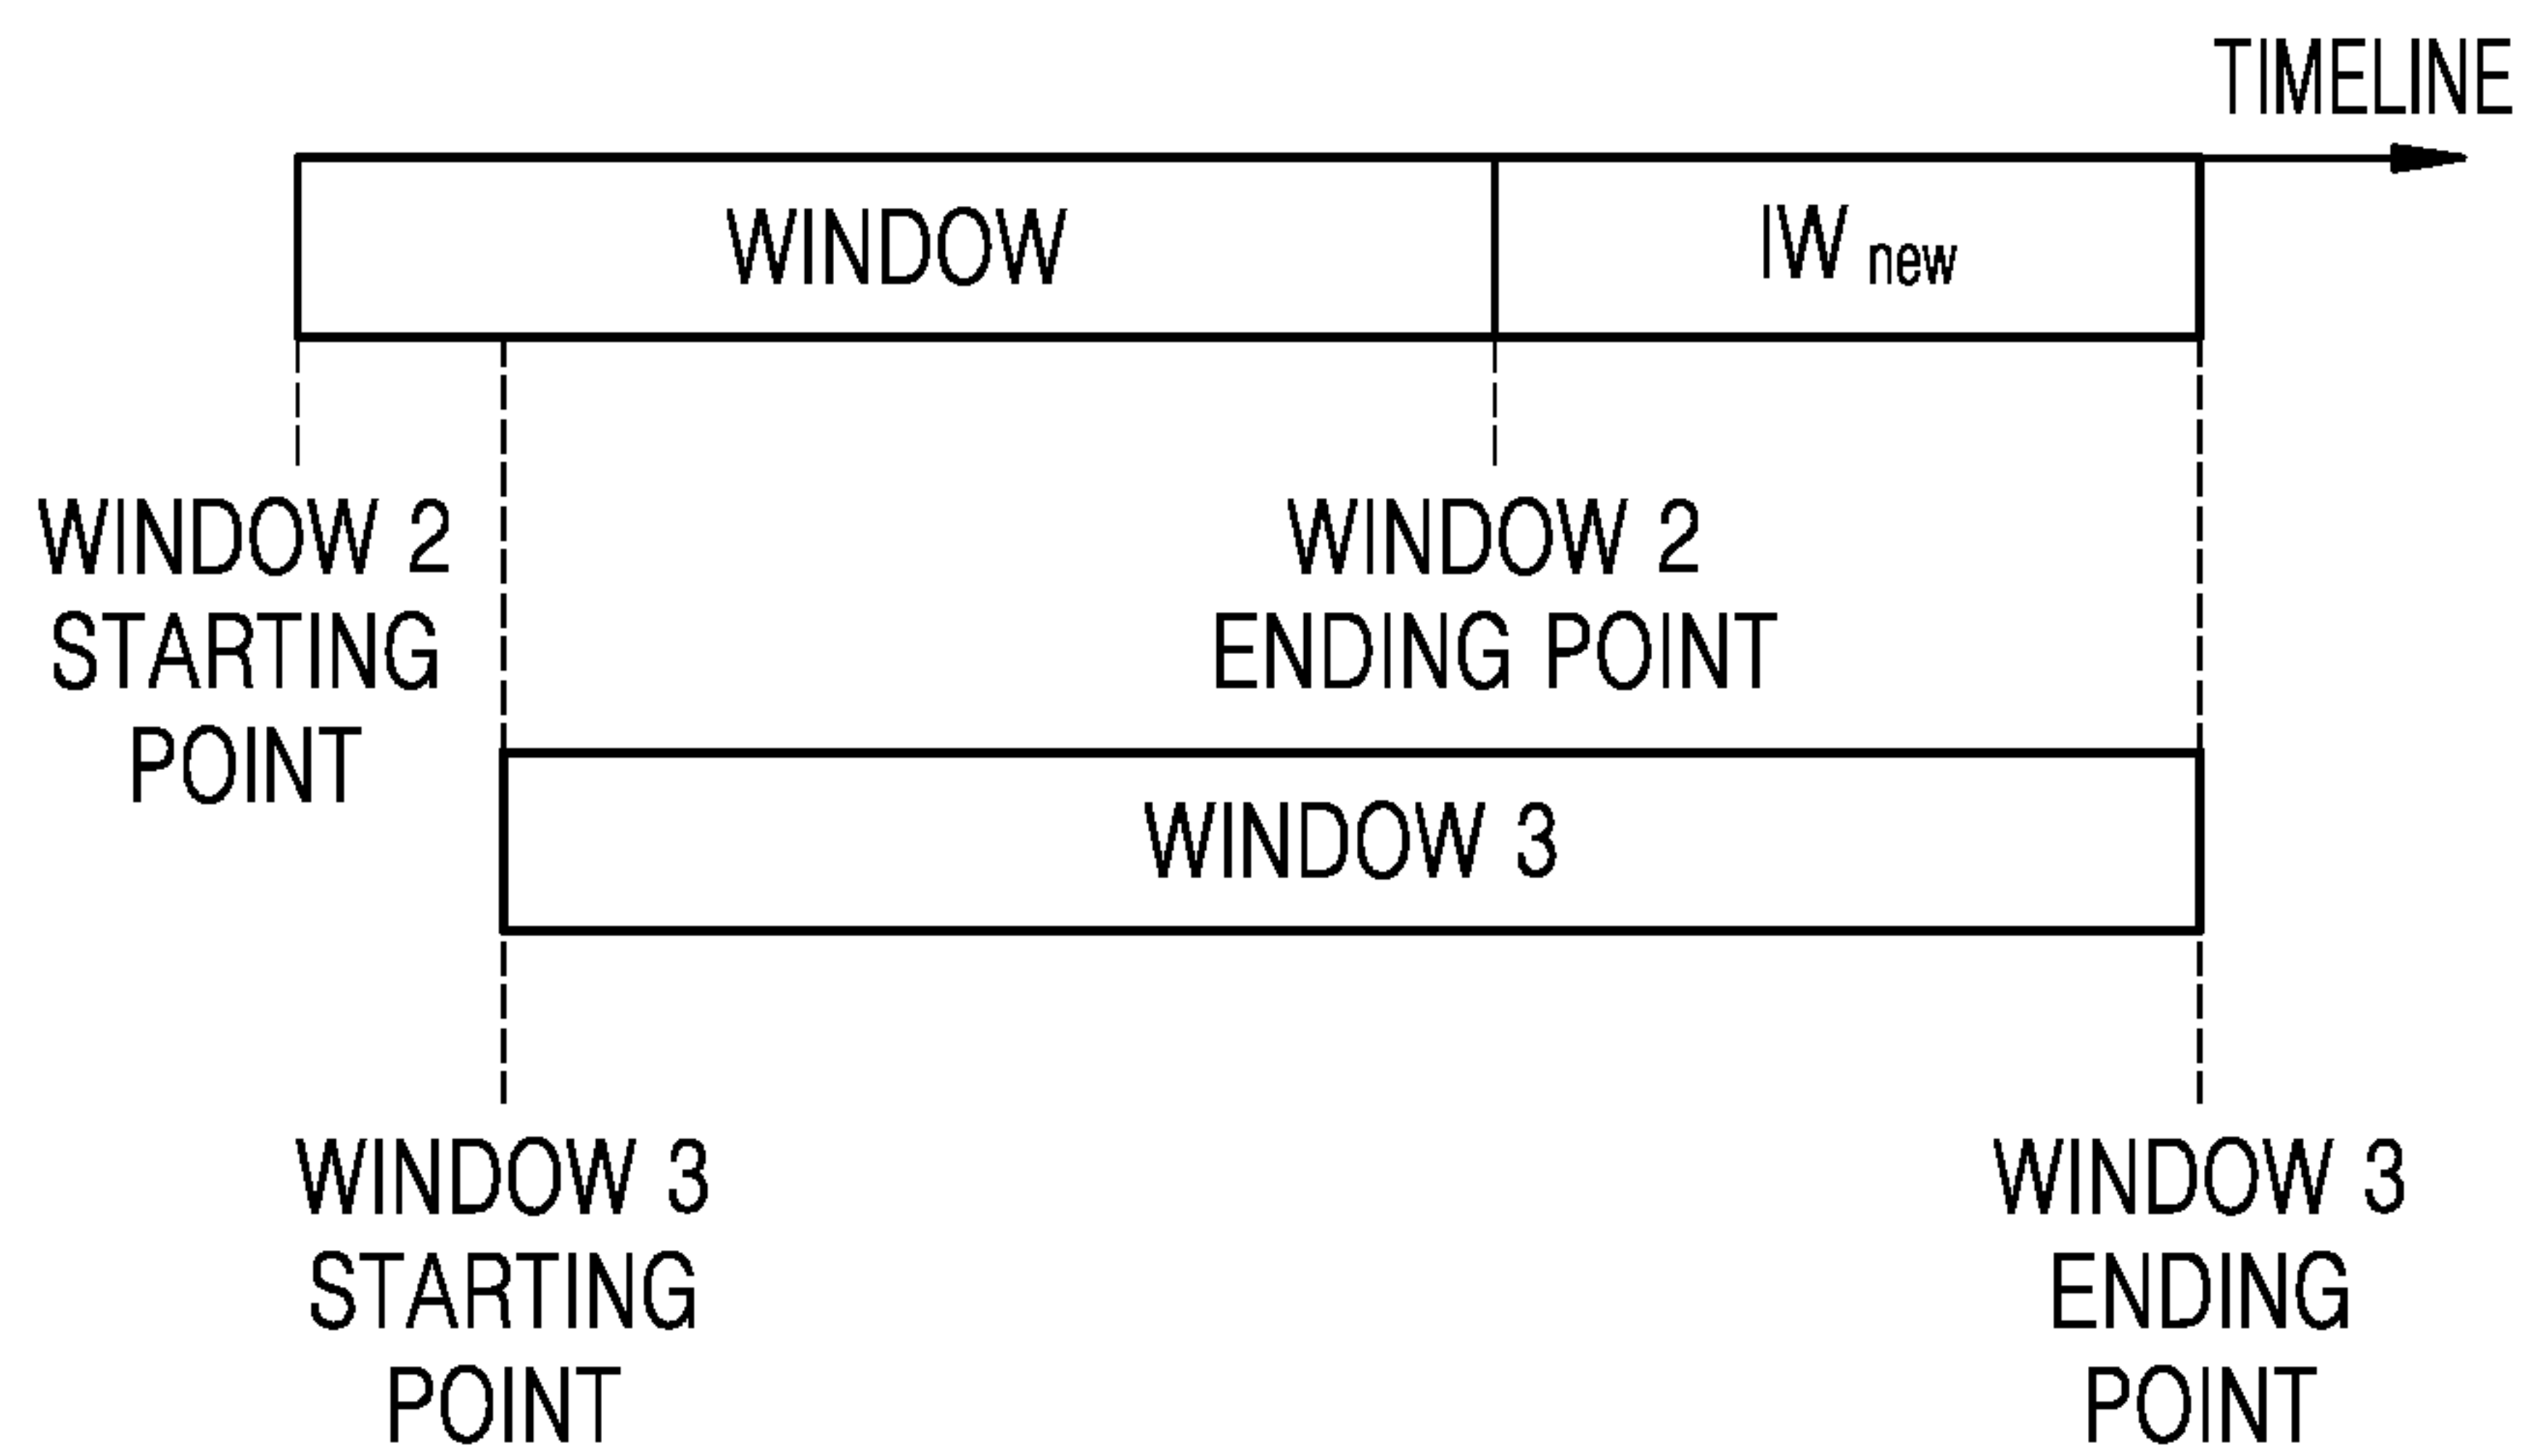 TIMELINE
WINDOW
IW new
WINDOW 2
STARTING
POINT
WINDOW 2
ENDING POINT
WINDOW 3
WINDOW 3
STARTING
POINT
WINDOW 3
ENDING
POINT